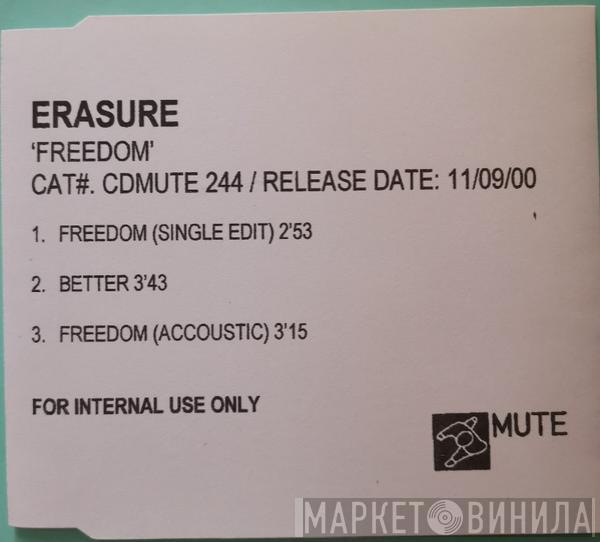 ERASURE
‘FREEDOM’
CAT#. CDMUTE 244 / RELEASE DATE: 11/09/00
1. FREEDOM (SINGLE EDIT) 2’53
2. BETTER 3’43
3. FREEDOM (ACCOUSTIC) 3’15
FOR INTERNAL USE ONLY
MUTE
МАРКЕТ ВИНИЛА